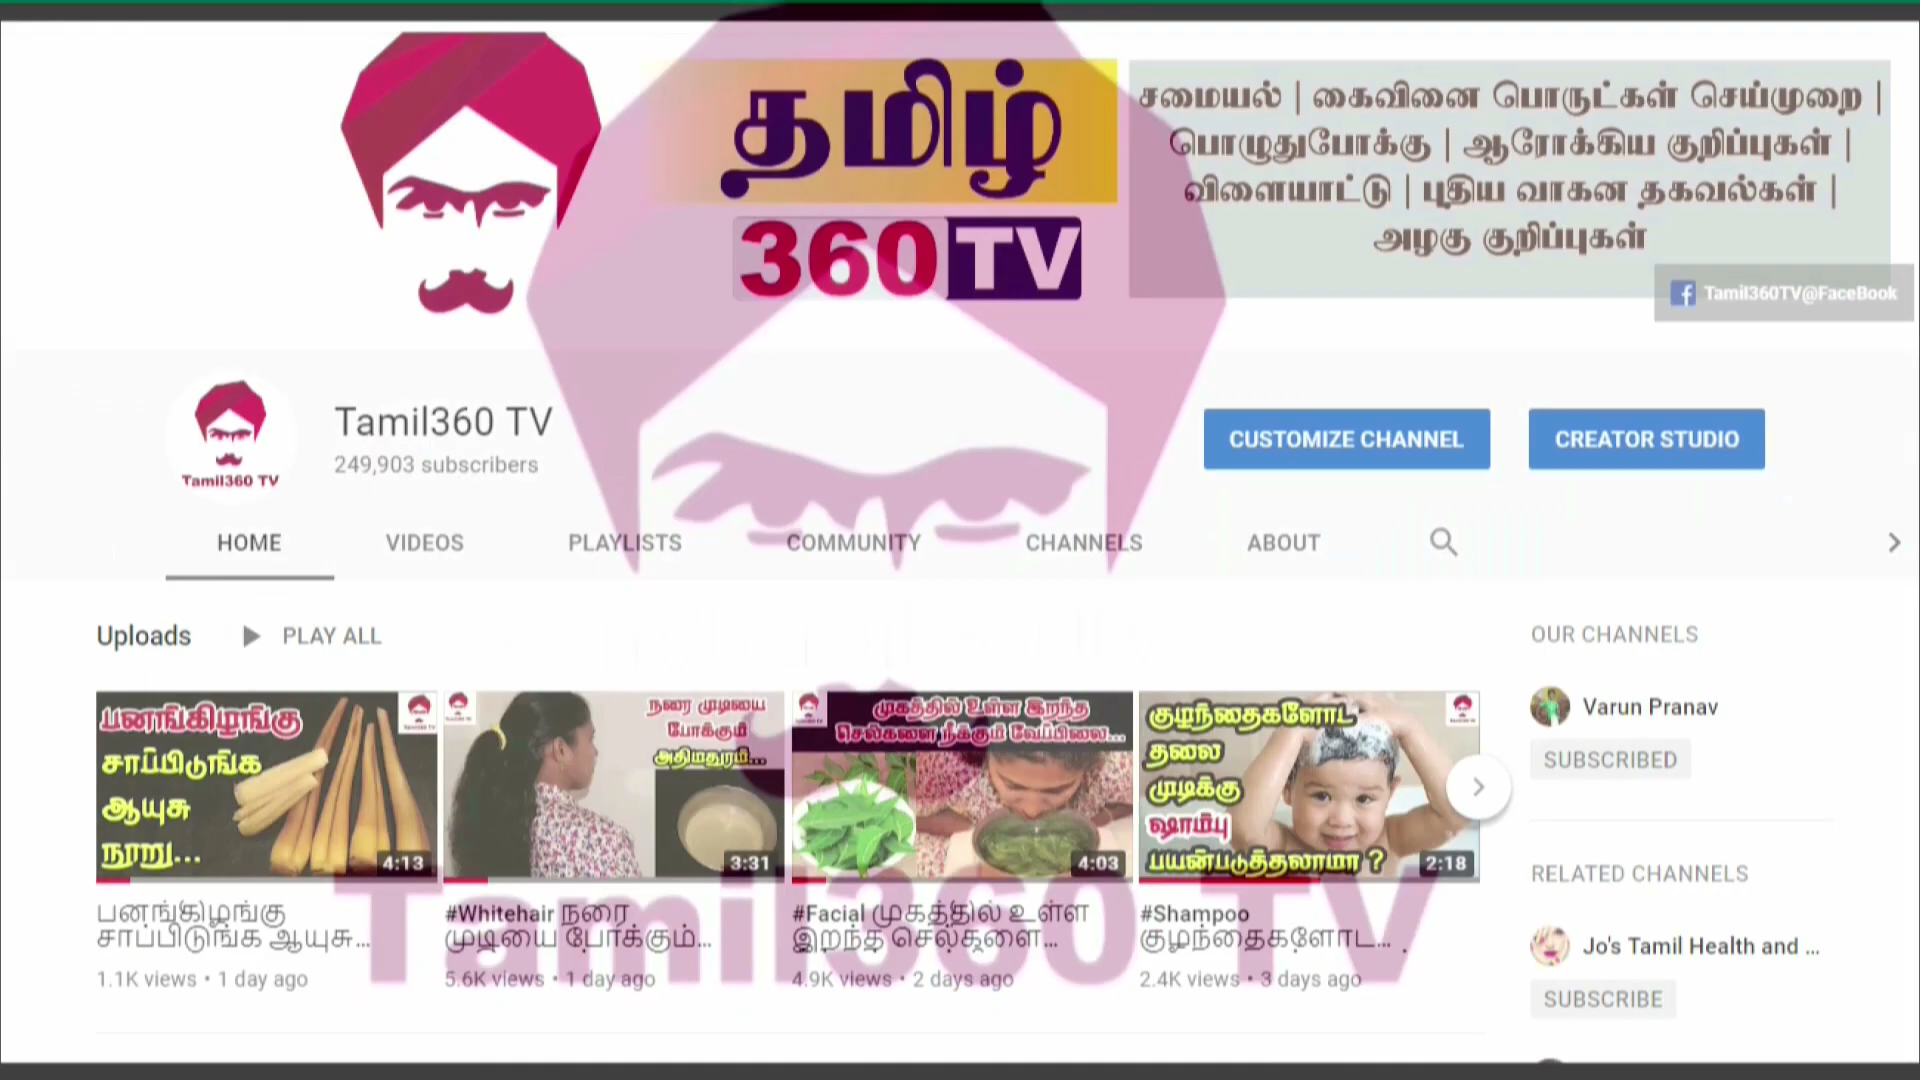 தமிழ்
360 TV
சமையல் | கைவினை பொருட்கள் செய்முறை |
பொழுதுபோக்கு | ஆரோக்கிய குறிப்புகள் |
விளையாட்டு | புதிய வாகன தகவல்கள் |
அழகு குறிப்புகள்
Tamil360TV@FaceBook
Tamil360 TV
Tamil360 TV
249,903 subscribers
CUSTOMIZE CHANNEL
CREATOR STUDIO
HOME VIDEOS PLAYLISTS COMMUNITY CHANNELS ABOUT
Uploads PLAY ALL
பனங்கிழங்கு
சாப்பிடுங்க
ஆயுசு
நூறு...
4:13
நரை முடியை
போக்கும்
அதிமதுரம்...
3:31
முகத்தில் உள்ள இறந்த
செல்களை நீக்கும் வேப்பிலை...
4:03
குழந்தைகளோட
தலை
முடிக்கு
ஷாம்பு
பயன்படுத்தலாமா ?
2:18
பனங்கிழங்கு
சாப்பிடுங்க ஆயுசு...
1.1K views • 1 day ago
#Whitehair நரை
முடியை போக்கும்...
5.6K views • 1 day ago
#Facial முகத்தில் உள்ள
இறந்த செல்களை...
4.9K views • 2 days ago
#Shampoo
குழந்தைகளோட...
2.4K views • 3 days ago
OUR CHANNELS
Varun Pranav
SUBSCRIBED
RELATED CHANNELS
Jo's Tamil Health and ...
SUBSCRIBE
Tamil360 TV